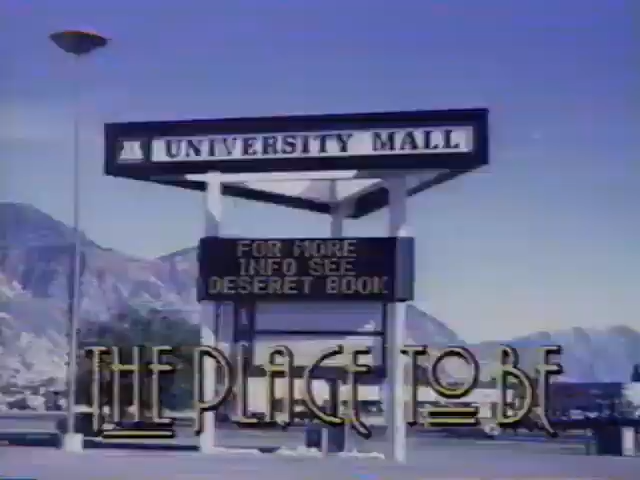 UNIVERSITY MALL
FOR MORE
INFO SEE
DESERET BOOK
THE PLACE TO BE